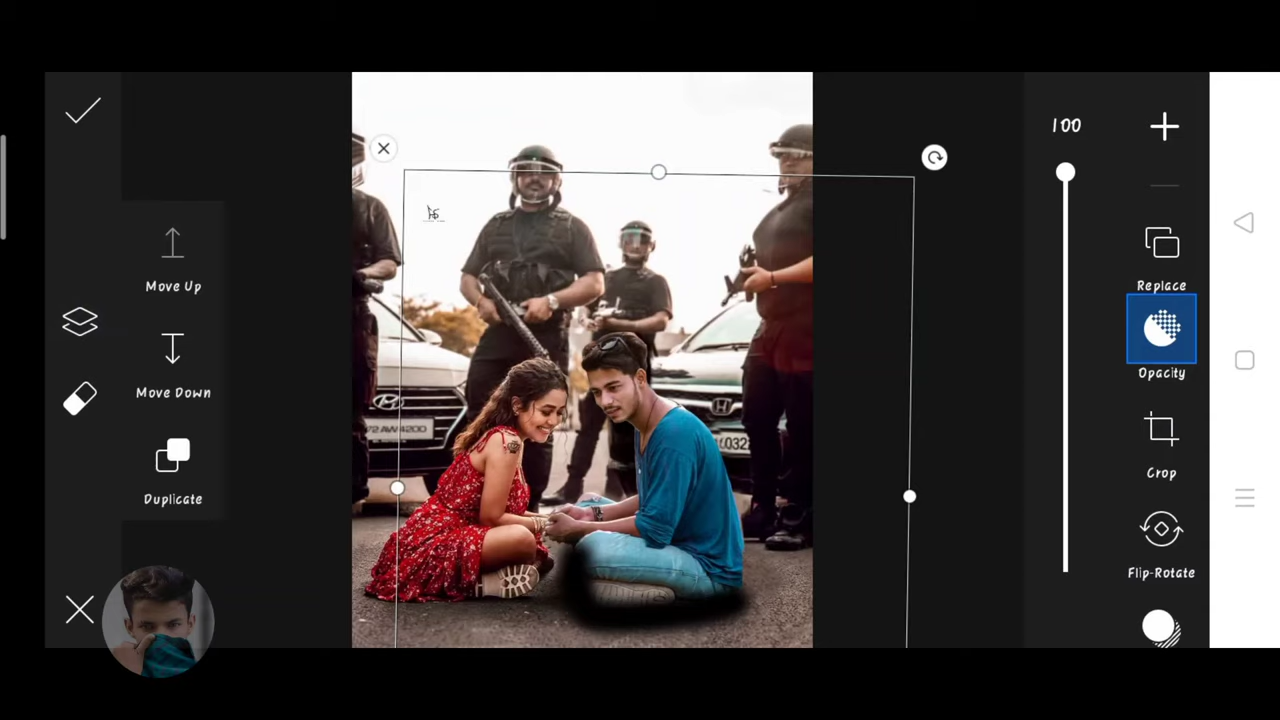 100
Move Up
Replace
Opacity
Move Down
Crop
Duplicate
Flip-Rotate